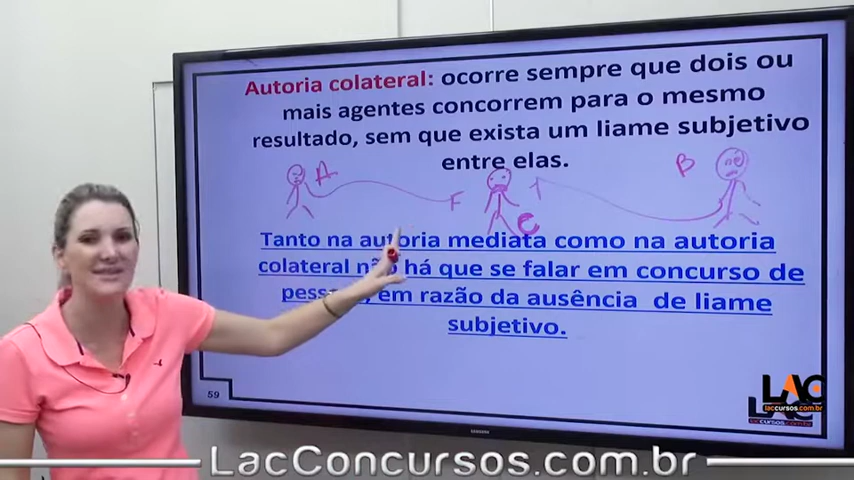 Autoria colateral: ocorre sempre que dois ou
mais agentes concorrem para o mesmo
resultado, sem que exista um liame subjetivo
entre elas.
A
B
C
Tanto na autoria mediata como na autoria
colateral não há que se falar em concurso de
em razão da ausência de liame
subjetivo.
59
LAC
laccursos.com.br
LacConcursos.com.br